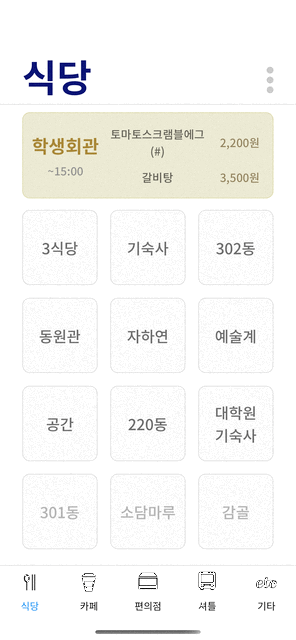 식당
학생회관
~15:00
토마토스크램블에그
(#)
2,200원
갈비탕
3,500원
3식당
기숙사
302동
동원관
자하연
예술계
공간
220동
대학원
기숙사
301동
소담마루
감골
식당
카페
편의점
셔틀
기타